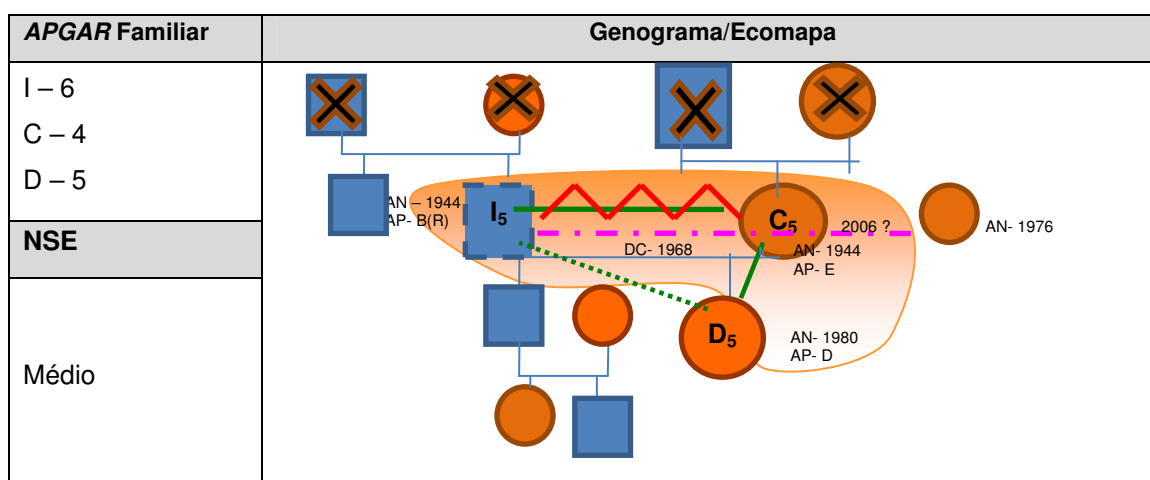 APGAR Familiar
Genograma/Ecomapa
I – 6
C – 4
D – 5
NSE
Médio
AN – 1944
AP- B(R)
I5
C5
2006 ?
AN- 1976
DC- 1968
AN- 1944
AP- E
D5
AN- 1980
AP- D